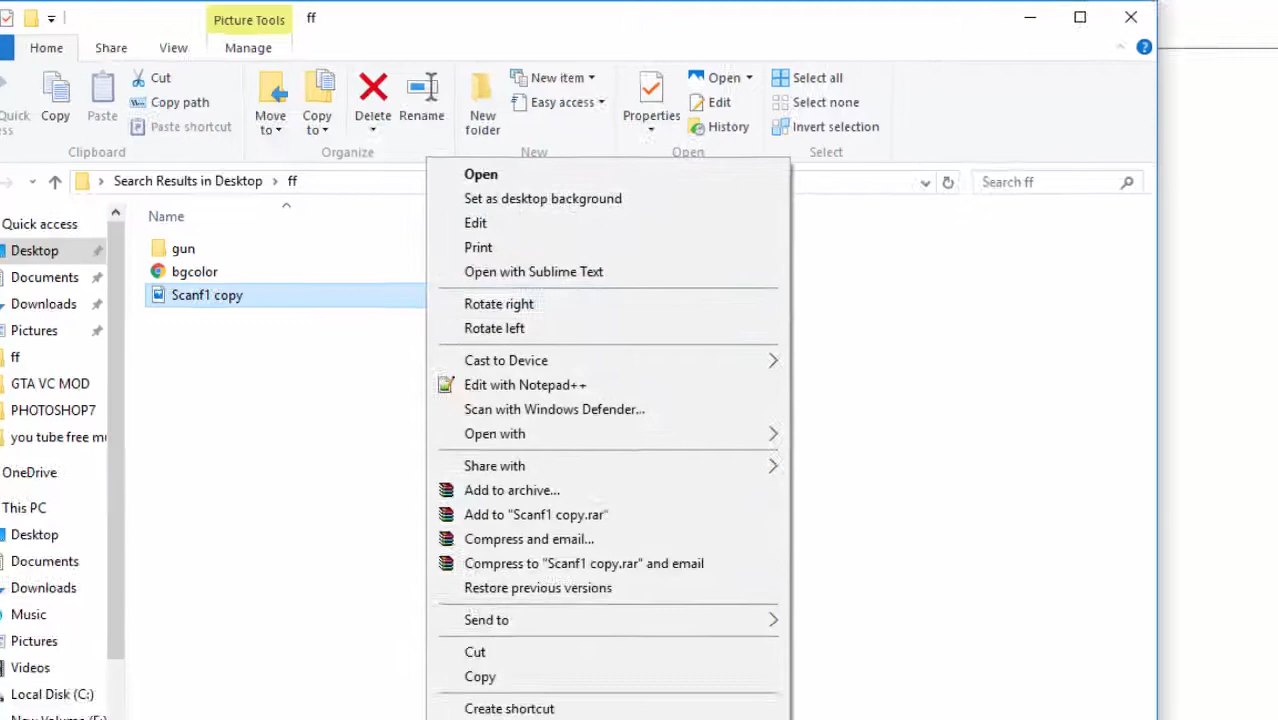 Picture Tools
ff
Home
Share
View
Manage
Copy
Paste
Cut
Copy path
Paste shortcut
Clipboard
Move to
Copy to
Delete
Rename
Organize
New folder
New item
Easy access
New
Properties
Open
Edit
History
Open
Select all
Select none
Invert selection
Select
Search Results in Desktop
ff
Search ff
Quick access
Desktop
Documents
Downloads
Pictures
ff
GTA VC MOD
PHOTOSHOP7
you tube free mu
OneDrive
This PC
Desktop
Documents
Downloads
Music
Pictures
Videos
Local Disk (C:)
Name
gun
bgcolor
Scanf1 copy
Open
Set as desktop background
Edit
Print
Open with Sublime Text
Rotate right
Rotate left
Cast to Device
Edit with Notepad++
Scan with Windows Defender...
Open with
Share with
Add to archive...
Add to "Scanf1 copy.rar"
Compress and email...
Compress to "Scanf1 copy.rar" and email
Restore previous versions
Send to
Cut
Copy
Create shortcut